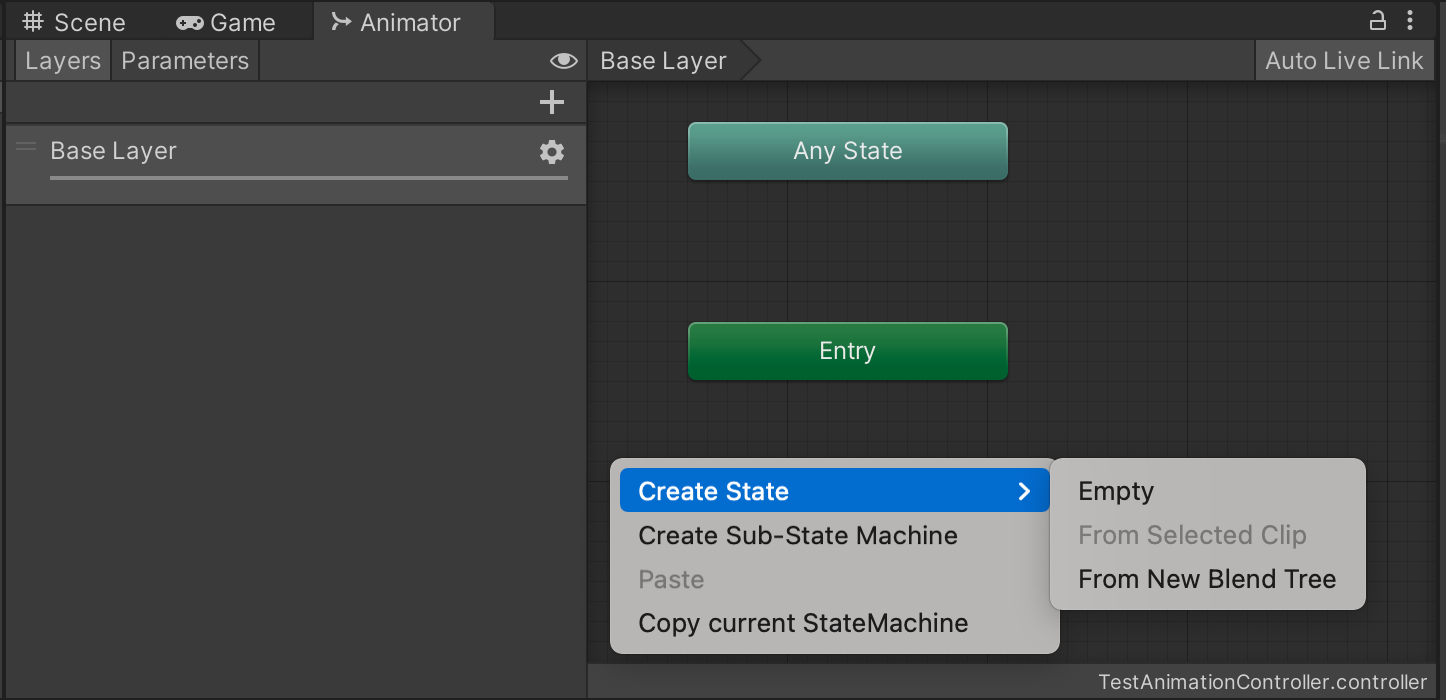 Scene Game Animator
Layers Parameters Base Layer Auto Live Link
Base Layer
Any State
Entry
Create State
Create Sub-State Machine
Paste
Copy current StateMachine
Empty
From Selected Clip
From New Blend Tree
TestAnimationController.controller